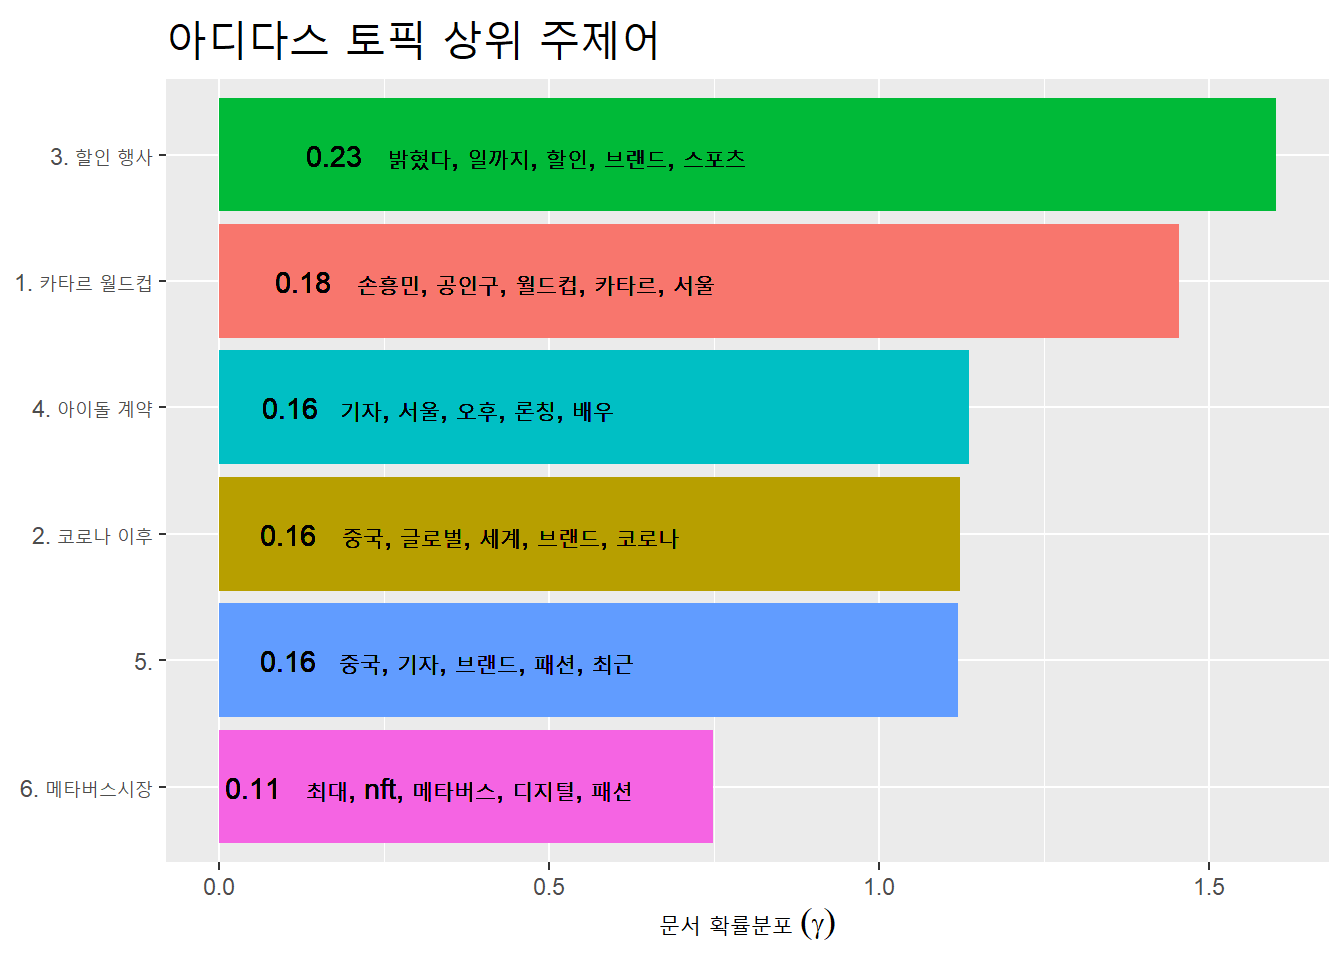 아디다스 토픽 상위 주제어
3. 할인 행사
0.23 밝혔다, 일까지, 할인, 브랜드, 스포츠
1. 카타르 월드컵
0.18 손흥민, 공인구, 월드컵, 카타르, 서울
4. 아이돌 계약
0.16 기자, 서울, 오후, 론칭, 배우
2. 코로나 이후
0.16 중국, 글로벌, 세계, 브랜드, 코로나
5.
0.16 중국, 기자, 브랜드, 패션, 최근
6. 메타버스시장
0.11 최대, nft, 메타버스, 디지털, 패션
0.0 0.5 1.0 1.5
문서 확률분포 (γ)